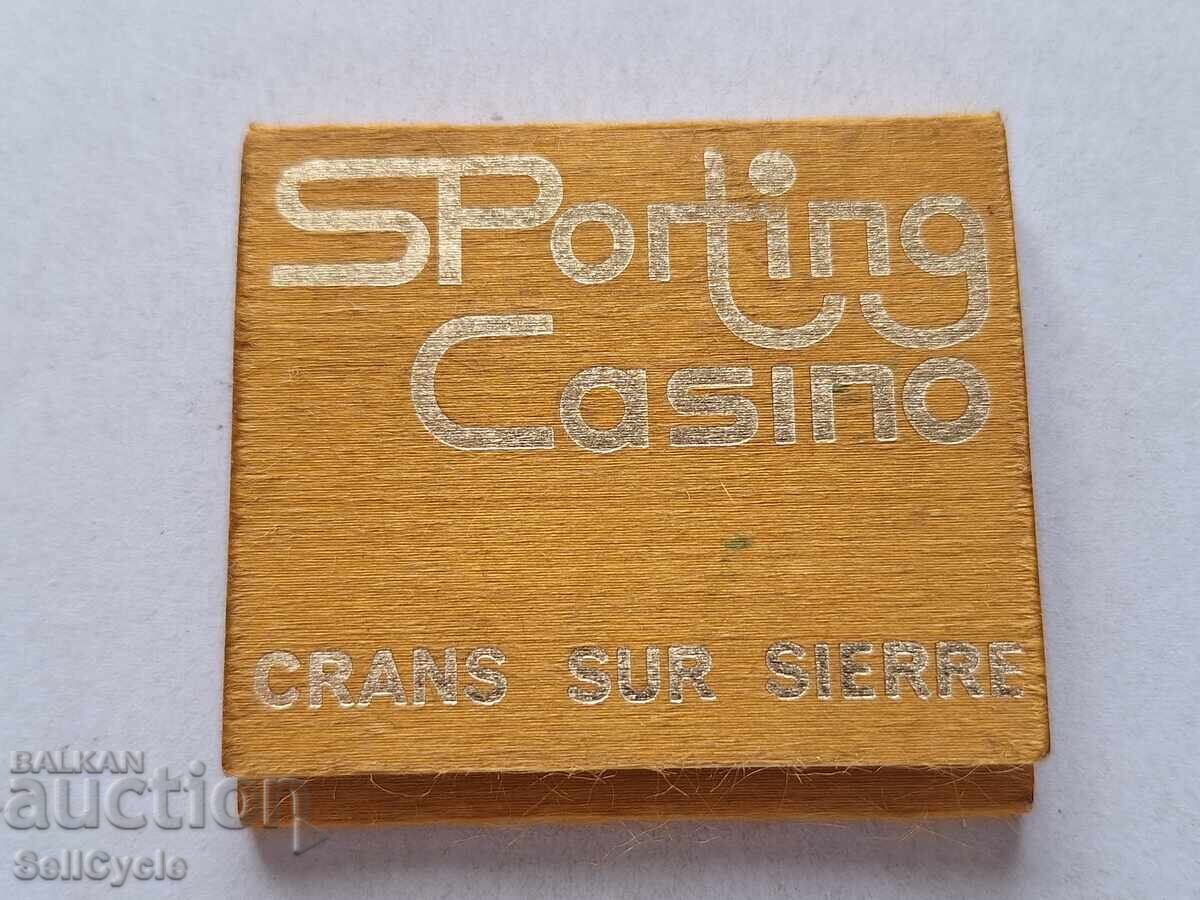 SPorting
Casino
CRANS SUR SIERRE
BALKAN
auction
SellCycle